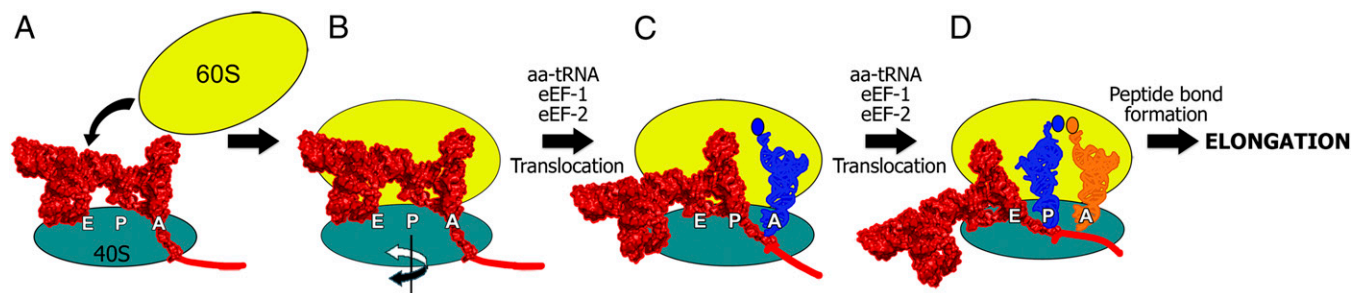 A
60S
40S
E P A
B
E P A
aa-tRNA
eEF-1
eEF-2
Translocation
C
E P A
aa-tRNA
eEF-1
eEF-2
Translocation
D
E P A
Peptide bond
formation
ELONGATION